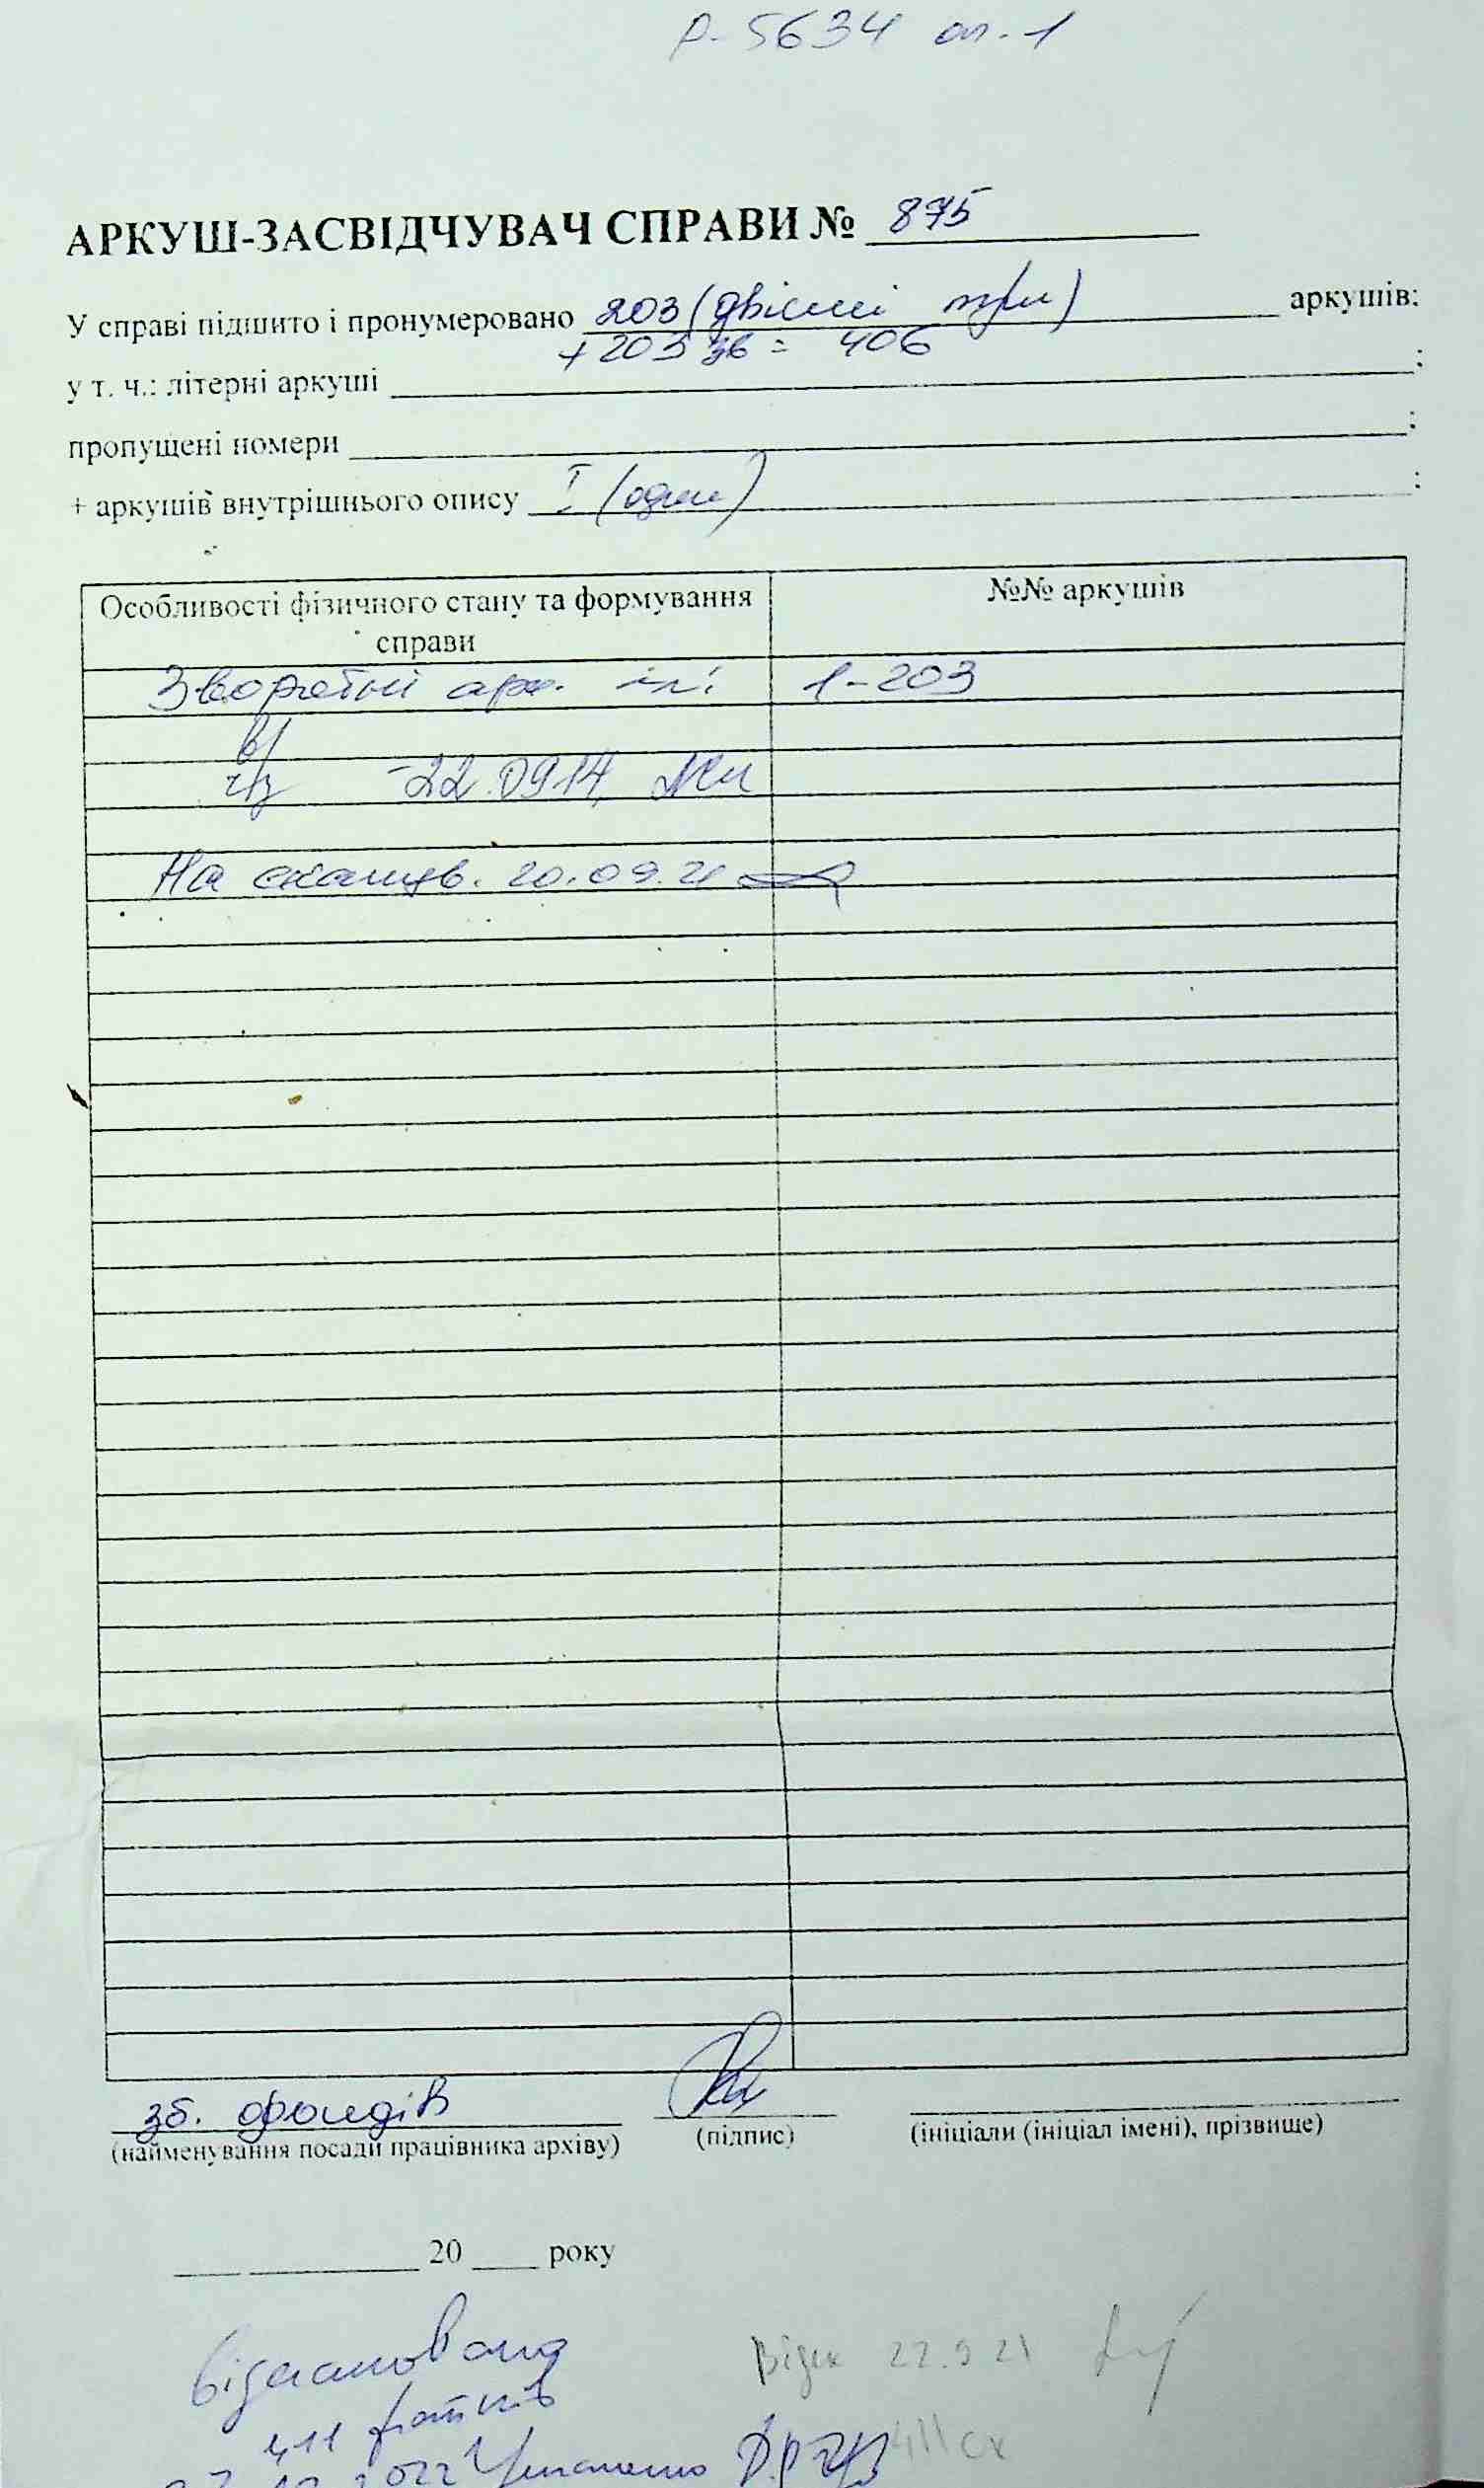 Р-5634 оп.1
АРКУШ-ЗАСВІДЧУВАЧ СПРАВИ № 875
У справі підшито і пронумеровано 203 (двісті три) аркушів;
+203 зв = 406
у т. ч.: літерні аркуші ;
пропущені номери ;
+ аркушів внутрішнього опису I (один) ;
Особливості фізичного стану та формування справи №№ аркушів
Зворотні арк. 1-203
в/
ч/з 22.09.14
На сканув. 20.09.21
зб. фондів
(найменування посади працівника архіву) (підпис) (ініціали (ініціал імені), прізвище)
20 року
Відсканована Відск 22.9 21
411
411 ск